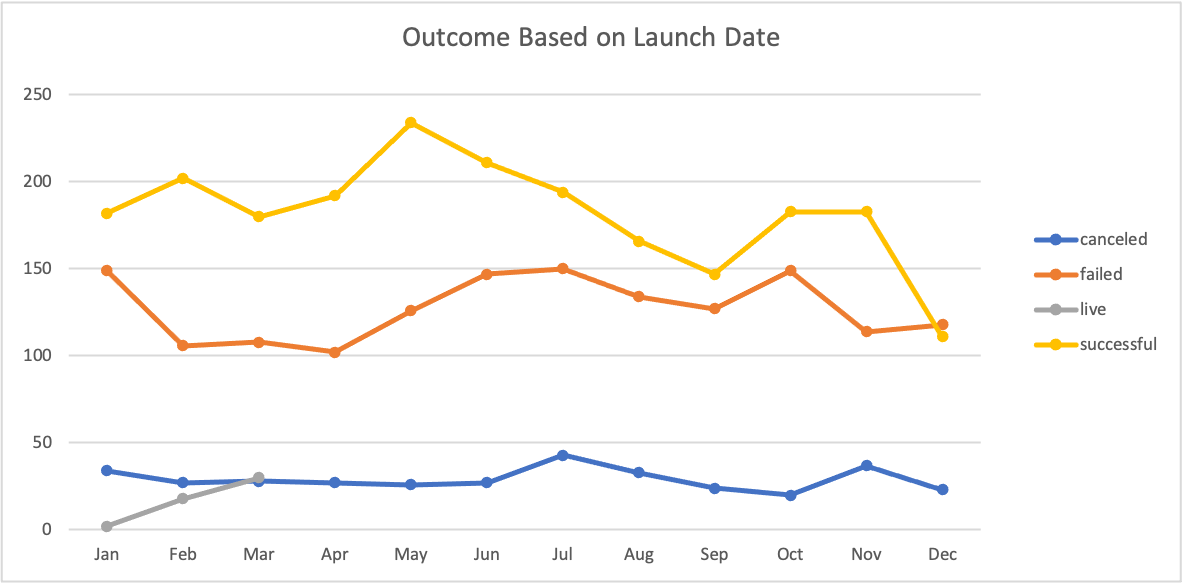 Outcome Based on Launch Date
250
200
150
100
50
0
Jan Feb Mar Apr May Jun Jul Aug Sep Oct Nov Dec
canceled
failed
live
successful